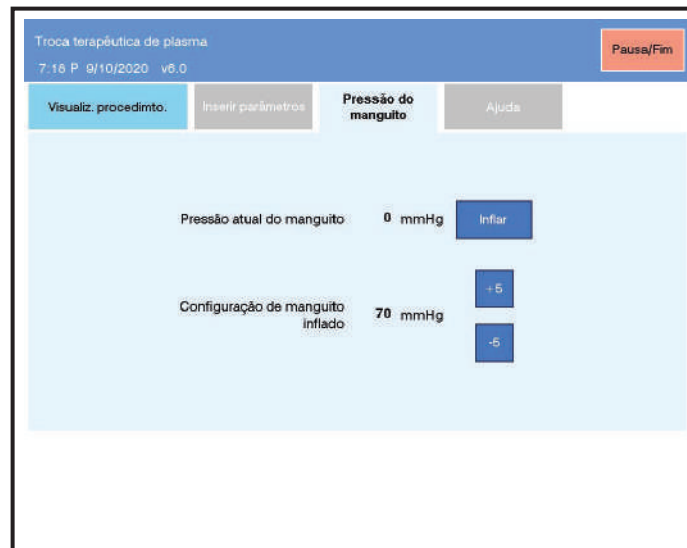 Troca terapêutica de plasma
7:16 P 9/10/2020 v6.0
Pausa/Fim
Visualiz. procedimto.
Inserir parâmetros
Pressão do
manguito
Ajuda
Pressão atual do manguito 0 mmHg Inflar
+5
Configuração de manguito
inflado
70 mmHg
-5